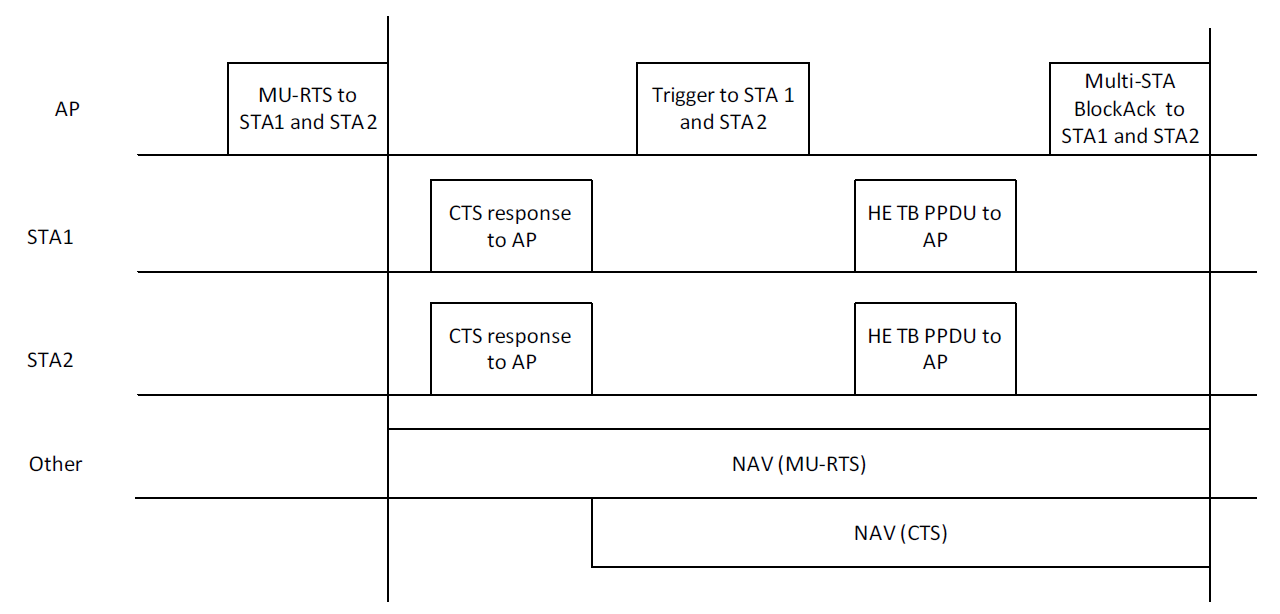 AP
MU-RTS to
STA1 and STA2
Trigger to STA 1
and STA2
Multi-STA
BlockAck to
STA1 and STA2
STA1
CTS response
to AP
HE TB PPDU to
AP
STA2
CTS response
to AP
HE TB PPDU to
AP
Other
NAV (MU-RTS)
NAV (CTS)